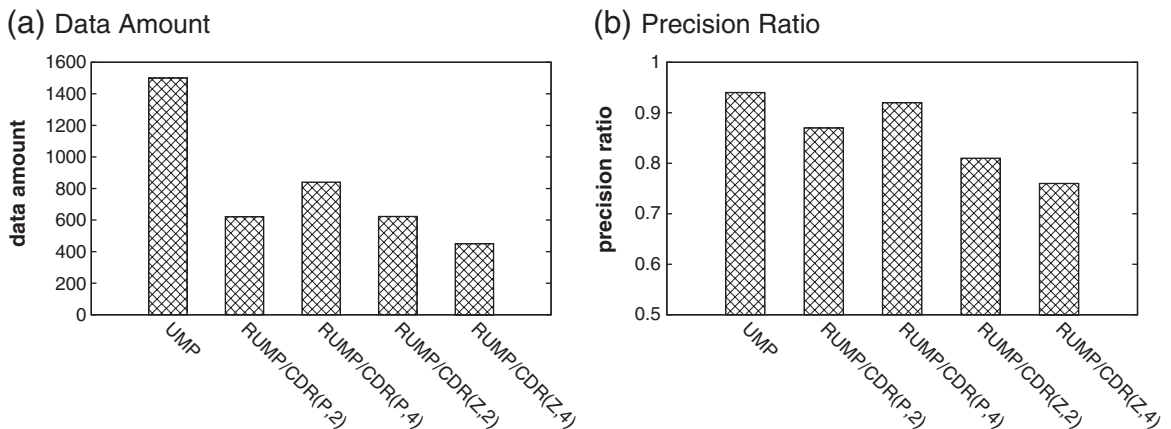 (a) Data Amount
data amount
1600
1400
1200
1000
800
600
400
200
0
UMP
RUMP/CDR(P,2)
RUMP/CDR(P,4)
RUMP/CDR(Z,2)
RUMP/CDR(Z,4)
(b) Precision Ratio
precision ratio
1
0.9
0.8
0.7
0.6
0.5
UMP
RUMP/CDR(P,2)
RUMP/CDR(P,4)
RUMP/CDR(Z,2)
RUMP/CDR(Z,4)